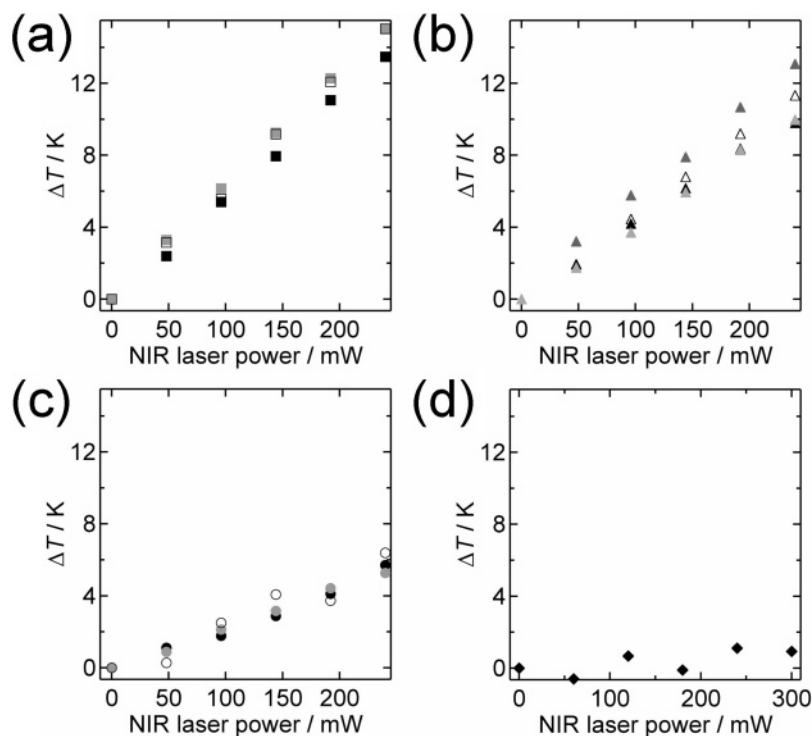 (a)
12
8
4
0
ΔT / K
0 50 100 150 200
NIR laser power / mW
(b)
12
8
4
0
ΔT / K
0 50 100 150 200
NIR laser power / mW
(c)
12
8
4
0
ΔT / K
0 50 100 150 200
NIR laser power / mW
(d)
12
8
4
0
ΔT / K
0 100 200 300
NIR laser power / mW